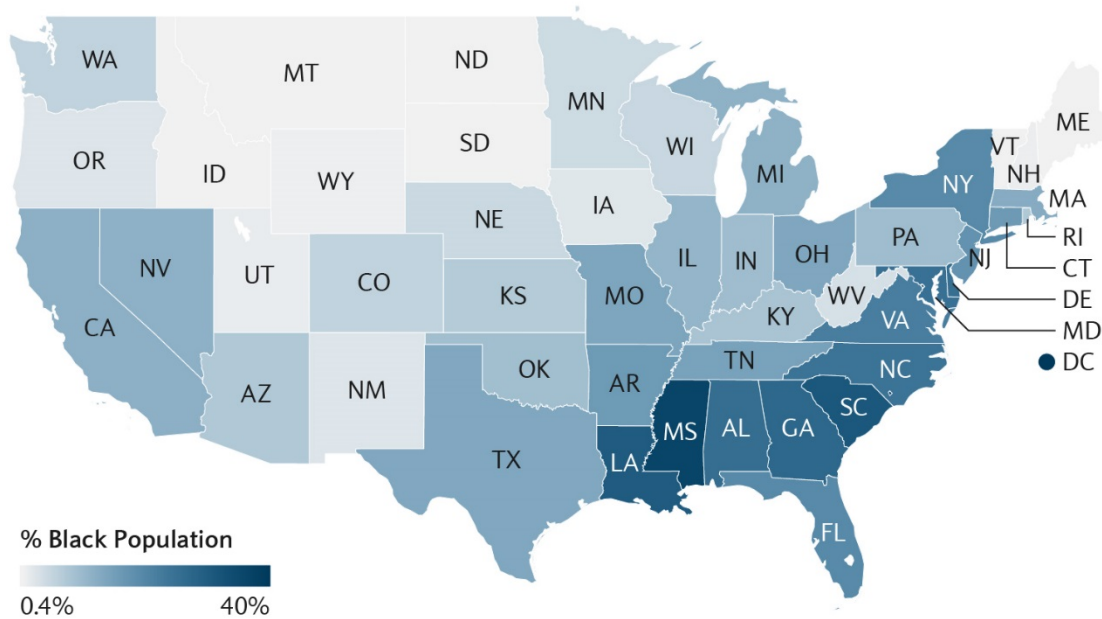 WA
MT
ND
MN
ME
VT
OR
ID
SD
WI
NH
WY
MI
NY
MA
IA
NE
PA
RI
NV
UT
CO
IL
IN
OH
NJ
CT
CA
KS
MO
WV
DE
KY
VA
MD
AZ
NM
OK
AR
TN
NC
DC
SC
TX
LA
MS
AL
GA
FL
% Black Population
0.4% 40%